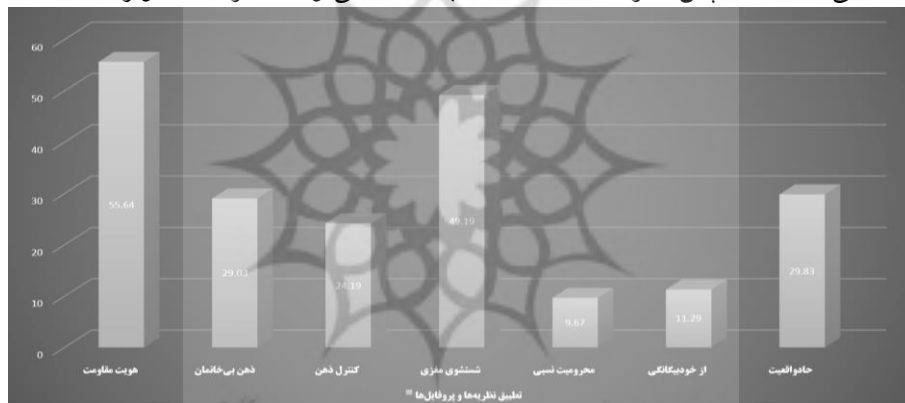 60
50
40
30
20
10
0
55.64
29.03
24.19
49.19
9.67
11.29
29.83
هویت مقاومت
ذهن بی‌خانمان
کنترل ذهن
شستشوی مغزی
محرومیت نسبی
از خودبیگانگی
حادواقعیت
تطبیق نظریه‌ها و پروفایل‌ها